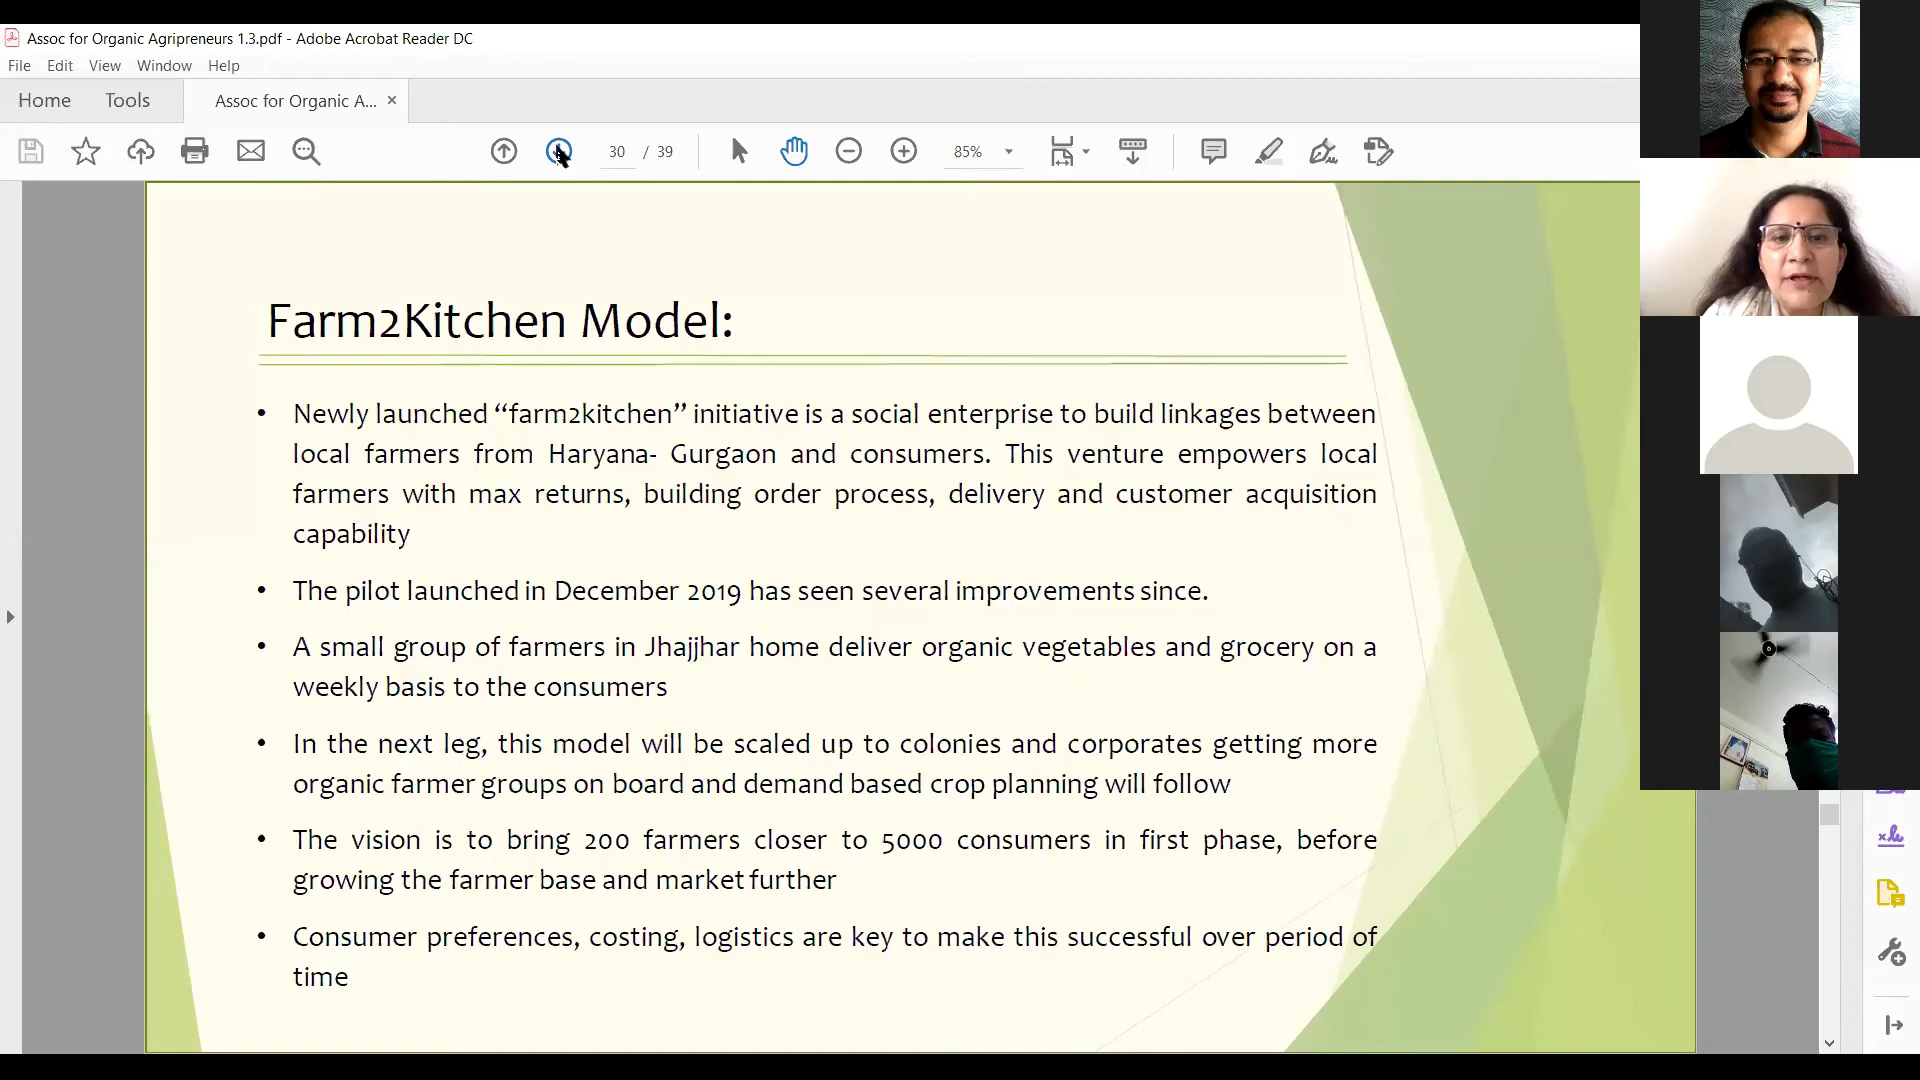 Assoc for Organic Agripreneurs 1.3.pdf - Adobe Acrobat Reader DC
File Edit View Window Help
Home Tools Assoc for Organic A... ×
30 / 39 85%
Farm2Kitchen Model:
• Newly launched “farm2kitchen” initiative is a social enterprise to build linkages between
local farmers from Haryana- Gurgaon and consumers. This venture empowers local
farmers with max returns, building order process, delivery and customer acquisition
capability
• The pilot launched in December 2019 has seen several improvements since.
• A small group of farmers in Jhajjhar home deliver organic vegetables and grocery on a
weekly basis to the consumers
• In the next leg, this model will be scaled up to colonies and corporates getting more
organic farmer groups on board and demand based crop planning will follow
• The vision is to bring 200 farmers closer to 5000 consumers in first phase, before
growing the farmer base and market further
• Consumer preferences, costing, logistics are key to make this successful over period of
time